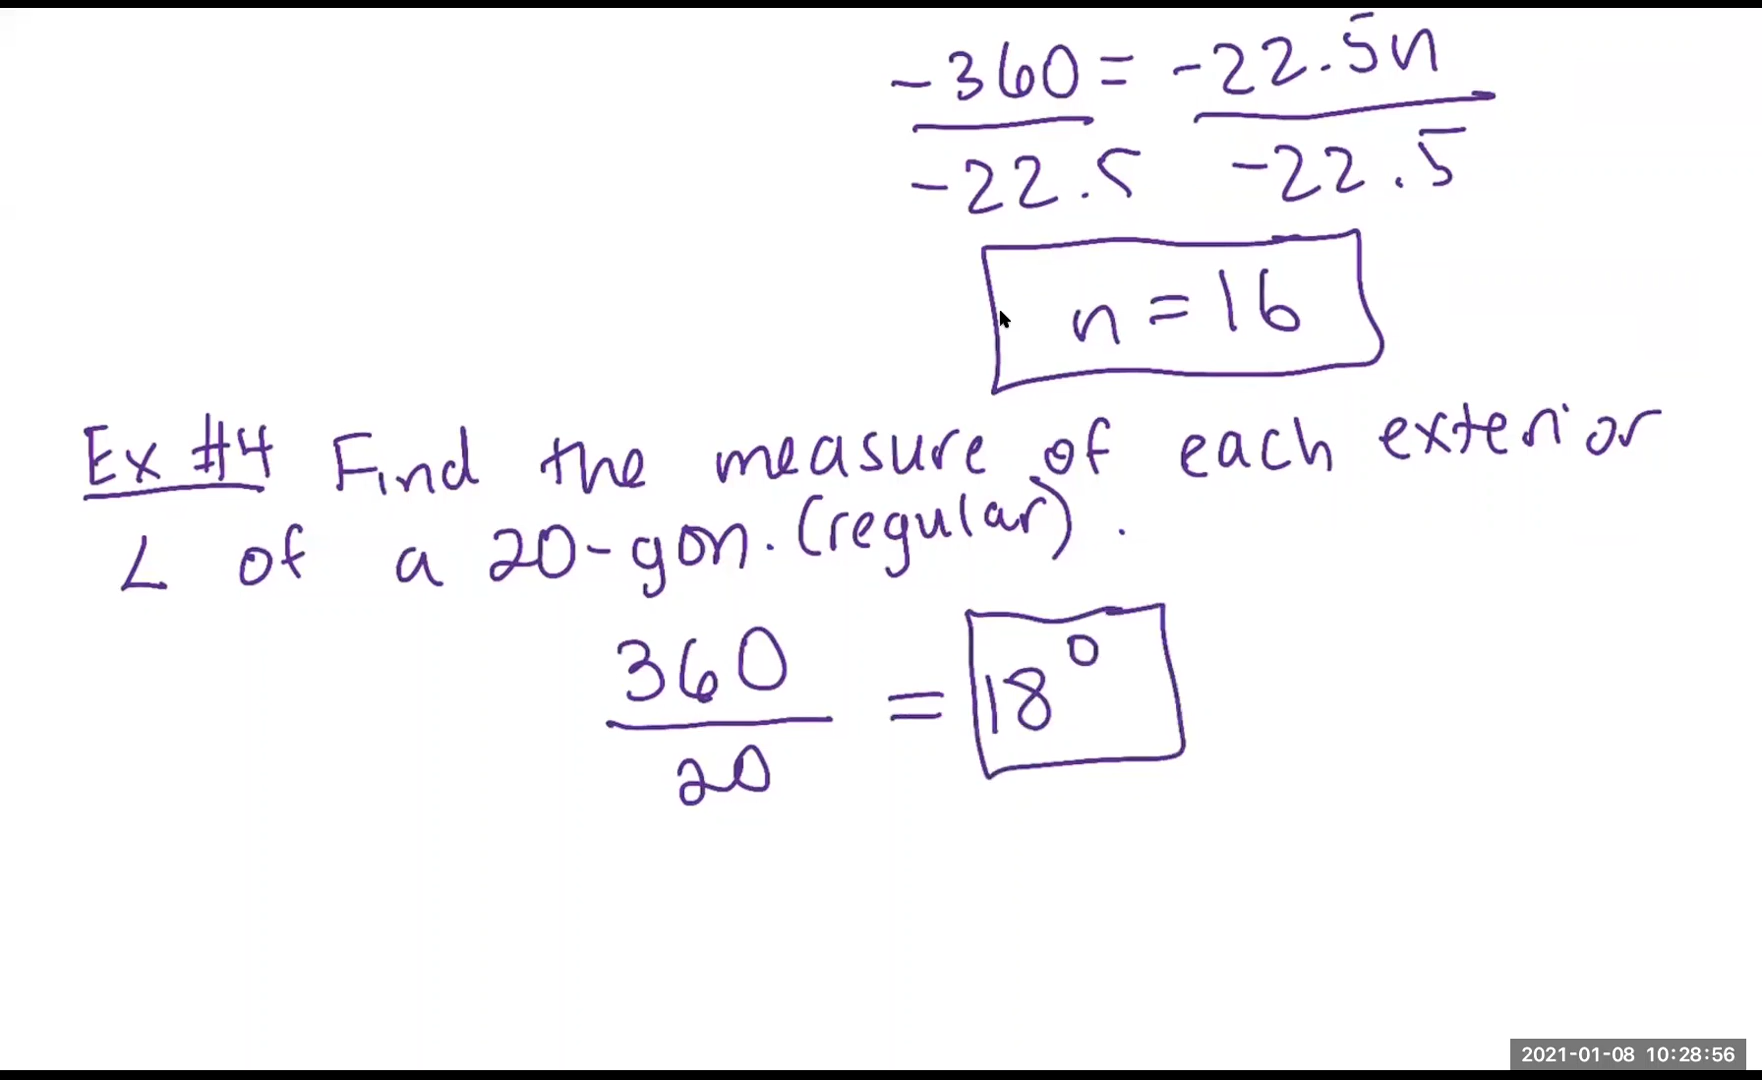 -360 = -22.5n
-22.5 -22.5
n = 16
Ex #4 Find the measure of each exterior
∠ of a 20-gon. (regular).
360
= 18°
20
2021-01-08 10:28:56